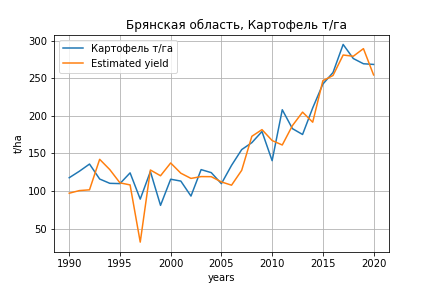 Брянская область, Картофель т/га
Картофель т/га
Estimated yield
300
250
200
150
100
50
t/ha
1990 1995 2000 2005 2010 2015 2020
years